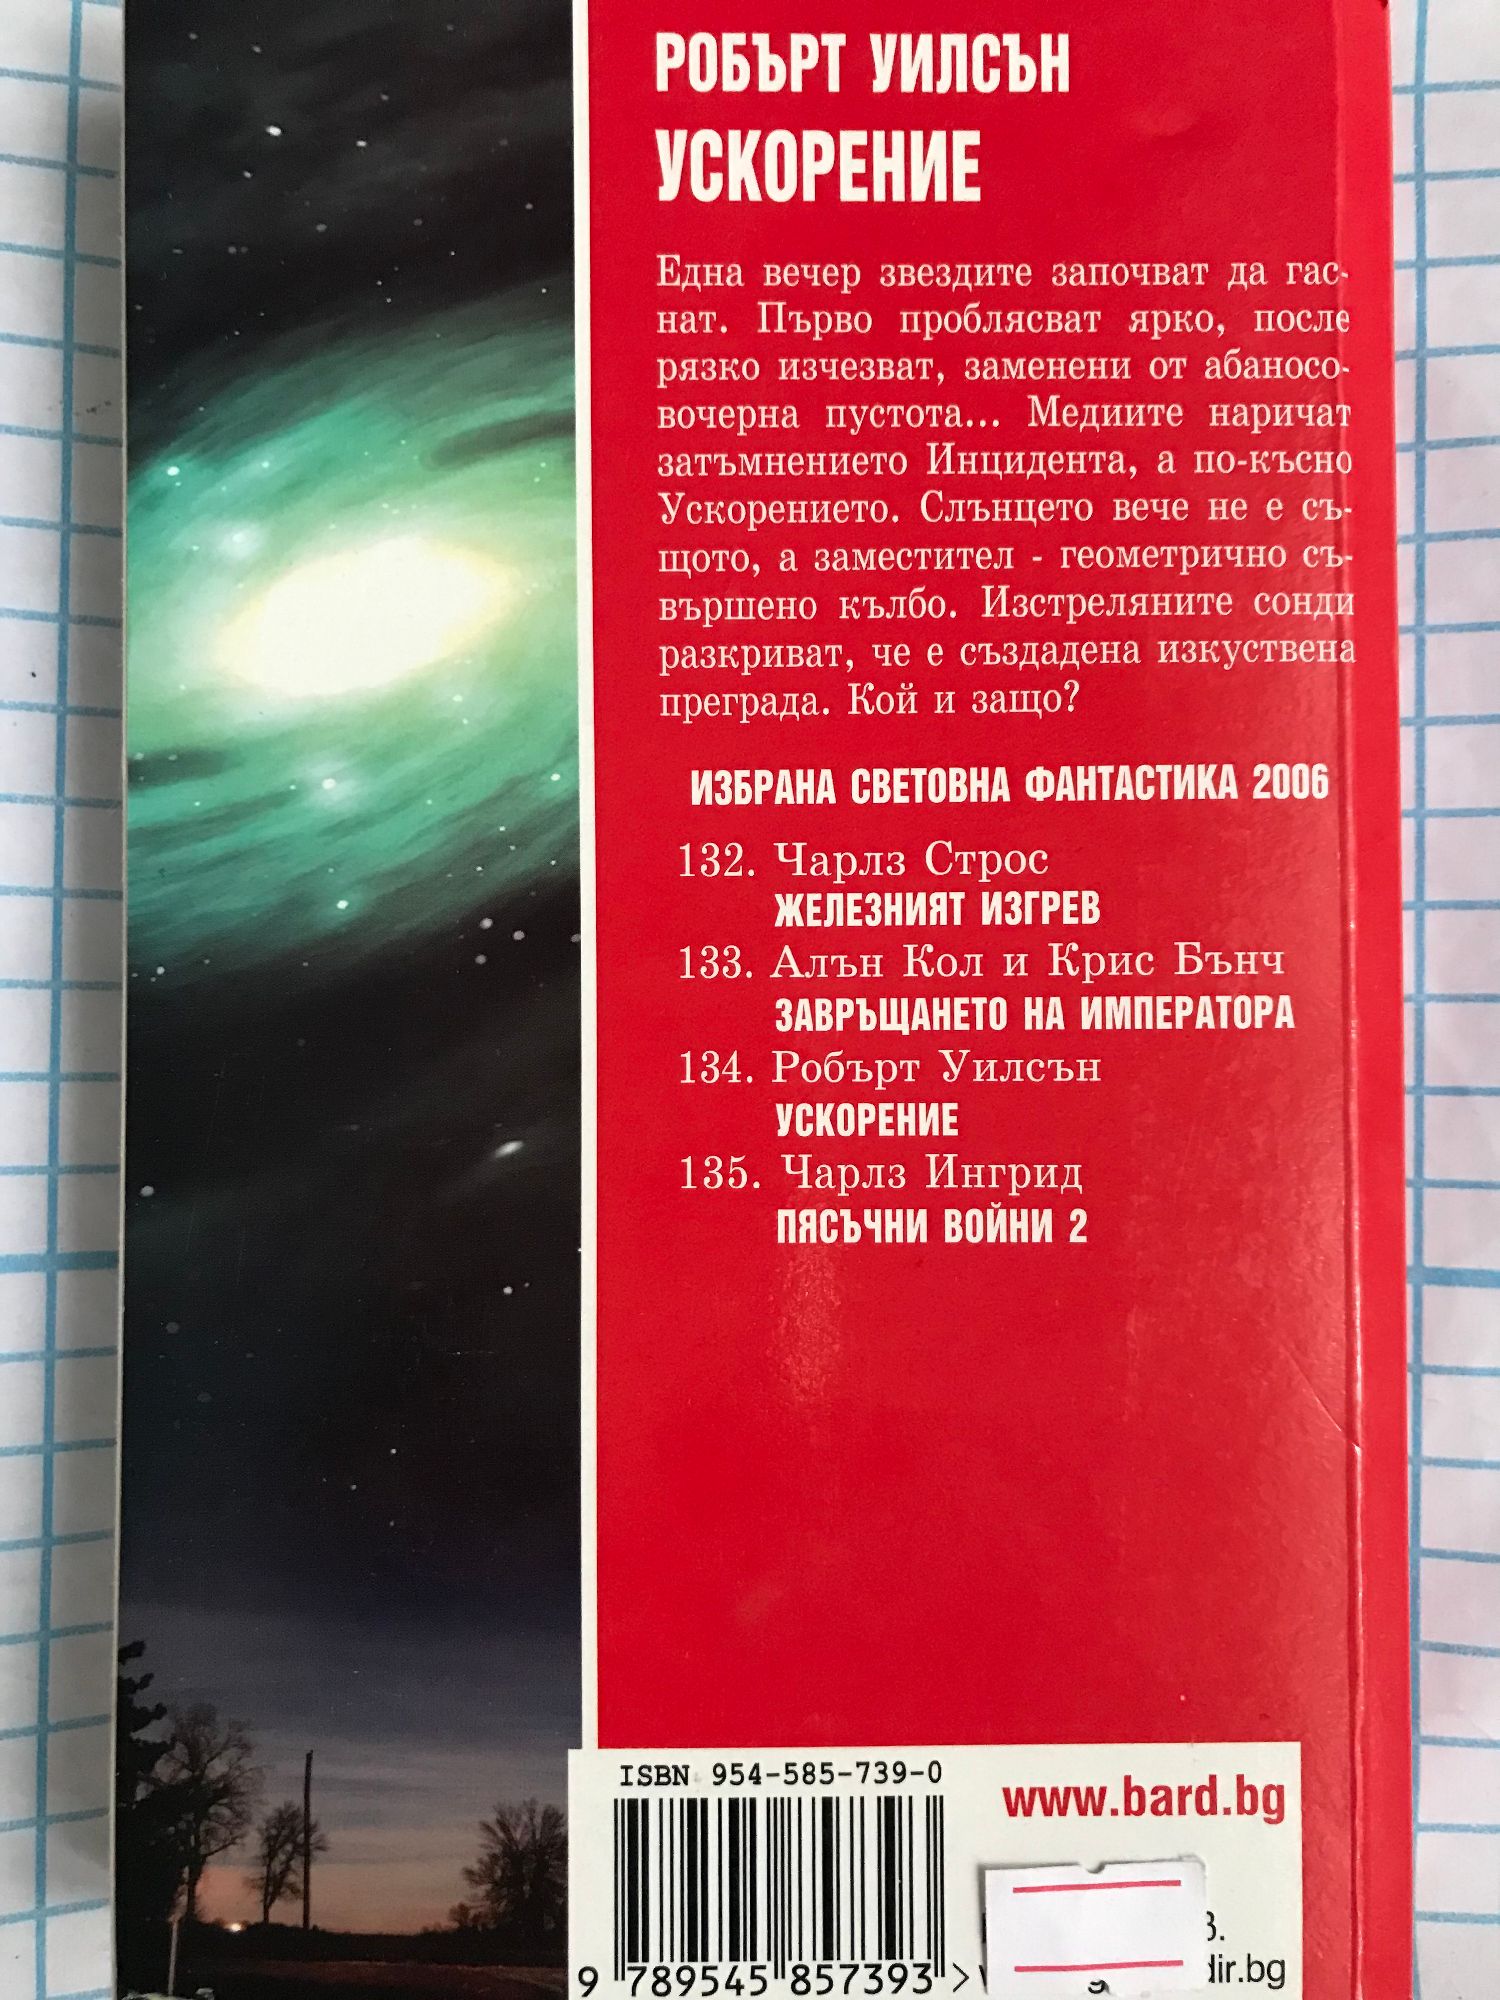 РОБЪРТ УИЛСЪН
УСКОРЕНИЕ
Една вечер звездите започват да гас-
нат. Първо проблясват ярко, после
рязко изчезват, заменени от абаносо-
вочерна пустота... Медиите наричат
затъмнението Инцидента, а по-късно
Ускорението. Слънцето вече не е съ-
щото, а заместител - геометрично съ-
вършено кълбо. Изстреляните сонди
разкриват, че е създадена изкуствена
преграда. Кой и защо?
ИЗБРАНА СВЕТОВНА ФАНТАСТИКА 2006
132. Чарлз Строс
ЖЕЛЕЗНИЯТ ИЗГРЕВ
133. Алън Кол и Крис Бънч
ЗАВРЪЩАНЕТО НА ИМПЕРАТОРА
134. Робърт Уилсън
УСКОРЕНИЕ
135. Чарлз Ингрид
ПЯСЪЧНИ ВОЙНИ 2
ISBN 954-585-739-0
www.bard.bg
9 789545 857393 >
dir.bg